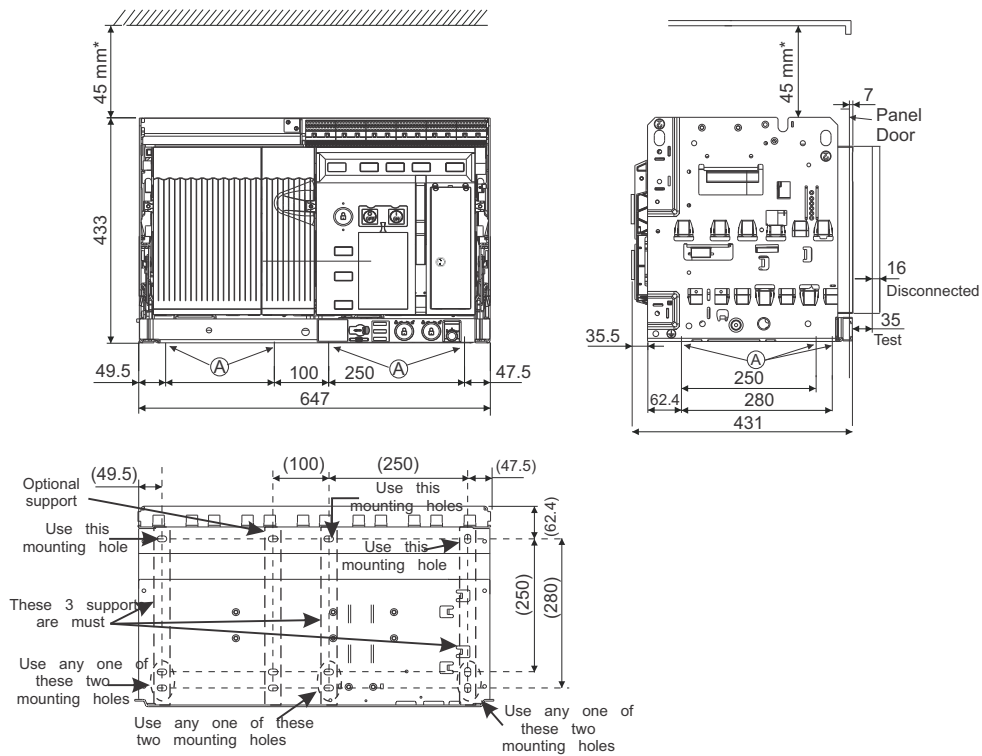 45 mm*
433
A
A
49.5
100
250
47.5
647
45 mm*
7
Panel
Door
16
Disconnected
35
Test
35.5
A
250
62.4
280
431
(49.5)
(100)
(250)
(47.5)
Optional
support
Use this
mounting holes
Use this
mounting hole
Use this
mounting hole
(62.4)
(250)
(280)
These 3 supports
are must
Use any one of
these two
mounting holes
Use any one of these
two mounting holes
Use any one of
these two
mounting holes